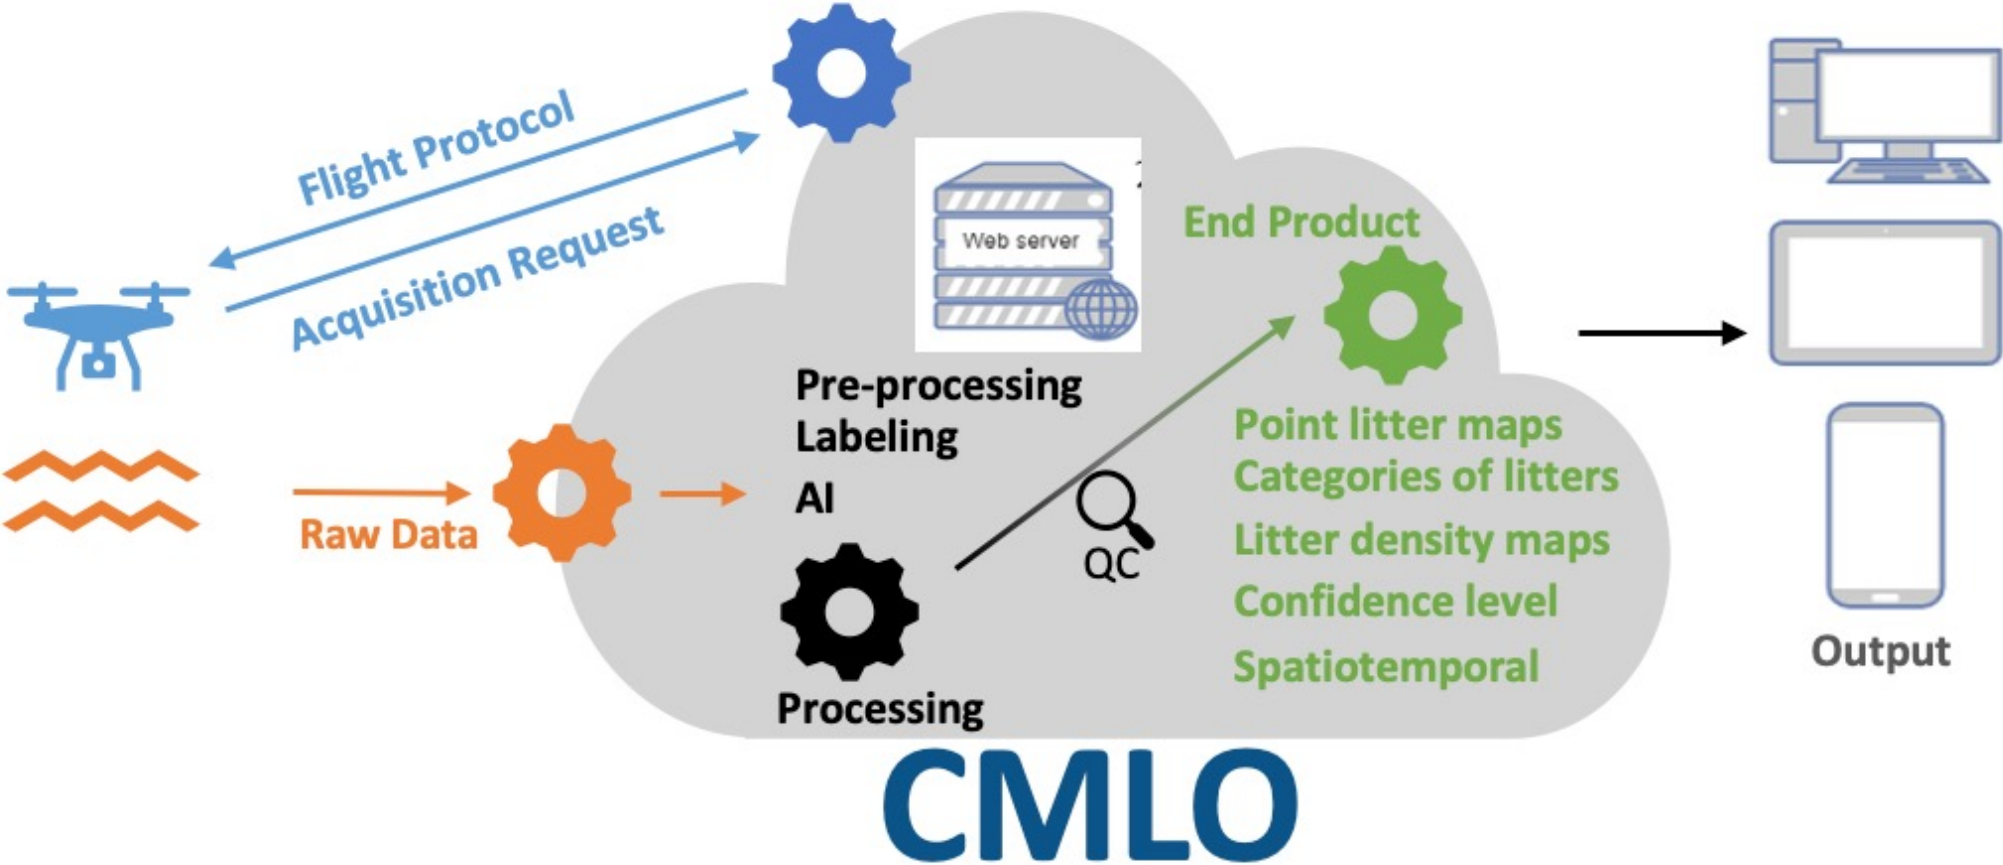 Flight Protocol
Acquisition Request
Web server
End Product
Pre-processing
Labeling
AI
Raw Data
QC
Processing
Point litter maps
Categories of litters
Litter density maps
Confidence level
Spatiotemporal
Output
CMLO